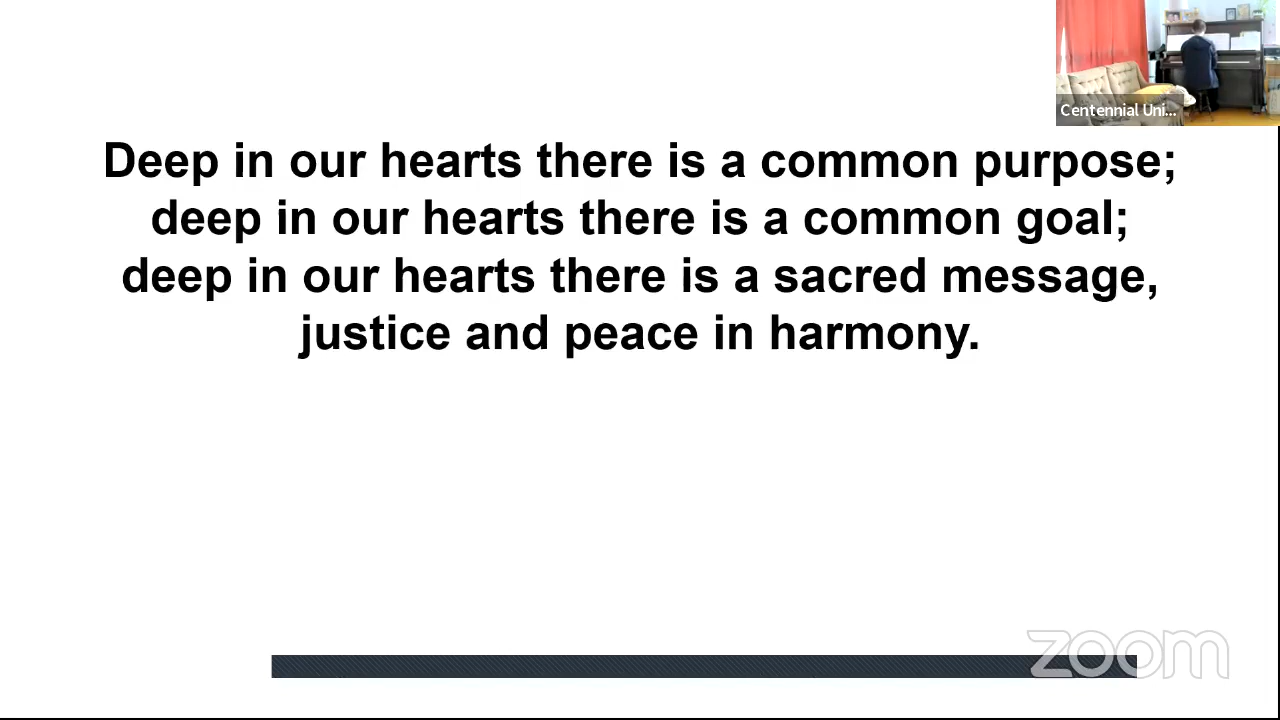 Centennial Uni...
Deep in our hearts there is a common purpose;
deep in our hearts there is a common goal;
deep in our hearts there is a sacred message,
justice and peace in harmony.
zoom